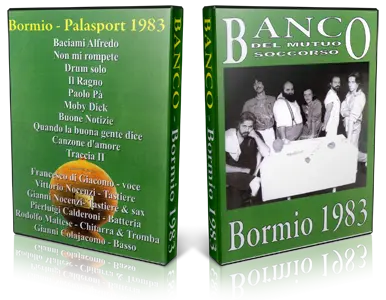 Bormio - Palasport 1983
Baciami Alfredo
Non mi rompete
Drum solo
Il Ragno
Paolo Pà
Moby Dick
Buone Notizie
Quando la buona gente dice
Canzone d'amore
Traccia II
Francesco di Giacomo - voce
Vittorio Nocenzi - Tastiere
Gianni Nocenzi- Tastiere & sax
Pierluigi Calderoni - Batteria
Rodolfo Maltese - Chitarra & Tromba
Gianni Colajacomo - Basso
BANCO - Bormio 1983
BANCO - Bormio 1983
BANCO
DEL MUTUO
SOCCORSO
Bormio 1983